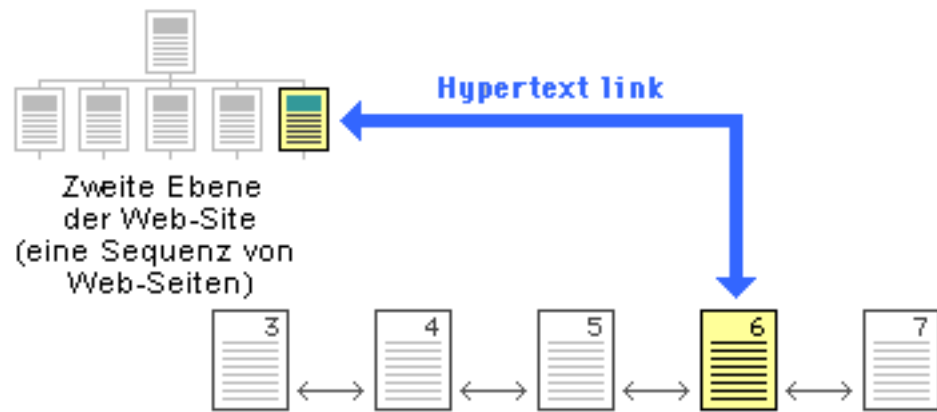 Hypertext link
Zweite Ebene
der Web-Site
(eine Sequenz von
Web-Seiten)
3 4 5 6 7